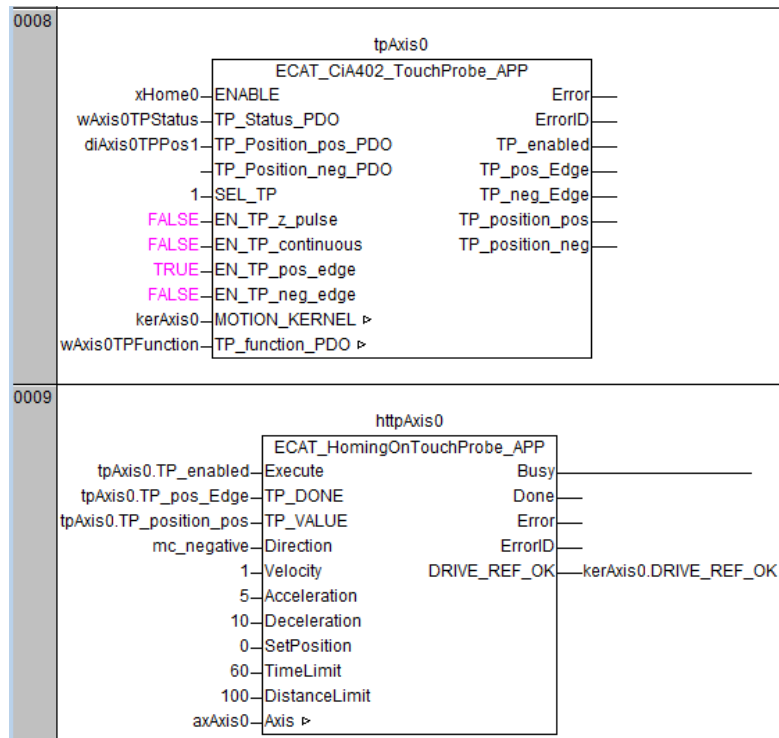 0008
tpAxis0
ECAT_CiA402_TouchProbe_APP
xHome0 ENABLE Error
wAxis0TPStatus TP_Status_PDO ErrorID
diAxis0TPPos1 TP_Position_pos_PDO TP_enabled
TP_Position_neg_PDO TP_pos_Edge
1 SEL_TP TP_neg_Edge
FALSE EN_TP_z_pulse TP_position_pos
FALSE EN_TP_continuous TP_position_neg
TRUE EN_TP_pos_edge
FALSE EN_TP_neg_edge
kerAxis0 MOTION_KERNEL
wAxis0TPFunction TP_function_PDO
0009
httpAxis0
ECAT_HomingOnTouchProbe_APP
tpAxis0.TP_enabled Execute Busy
tpAxis0.TP_pos_Edge TP_DONE Done
tpAxis0.TP_position_pos TP_VALUE Error
mc_negative Direction ErrorID
1 Velocity DRIVE_REF_OK kerAxis0.DRIVE_REF_OK
5 Acceleration
10 Deceleration
0 SetPosition
60 TimeLimit
100 DistanceLimit
axAxis0 Axis